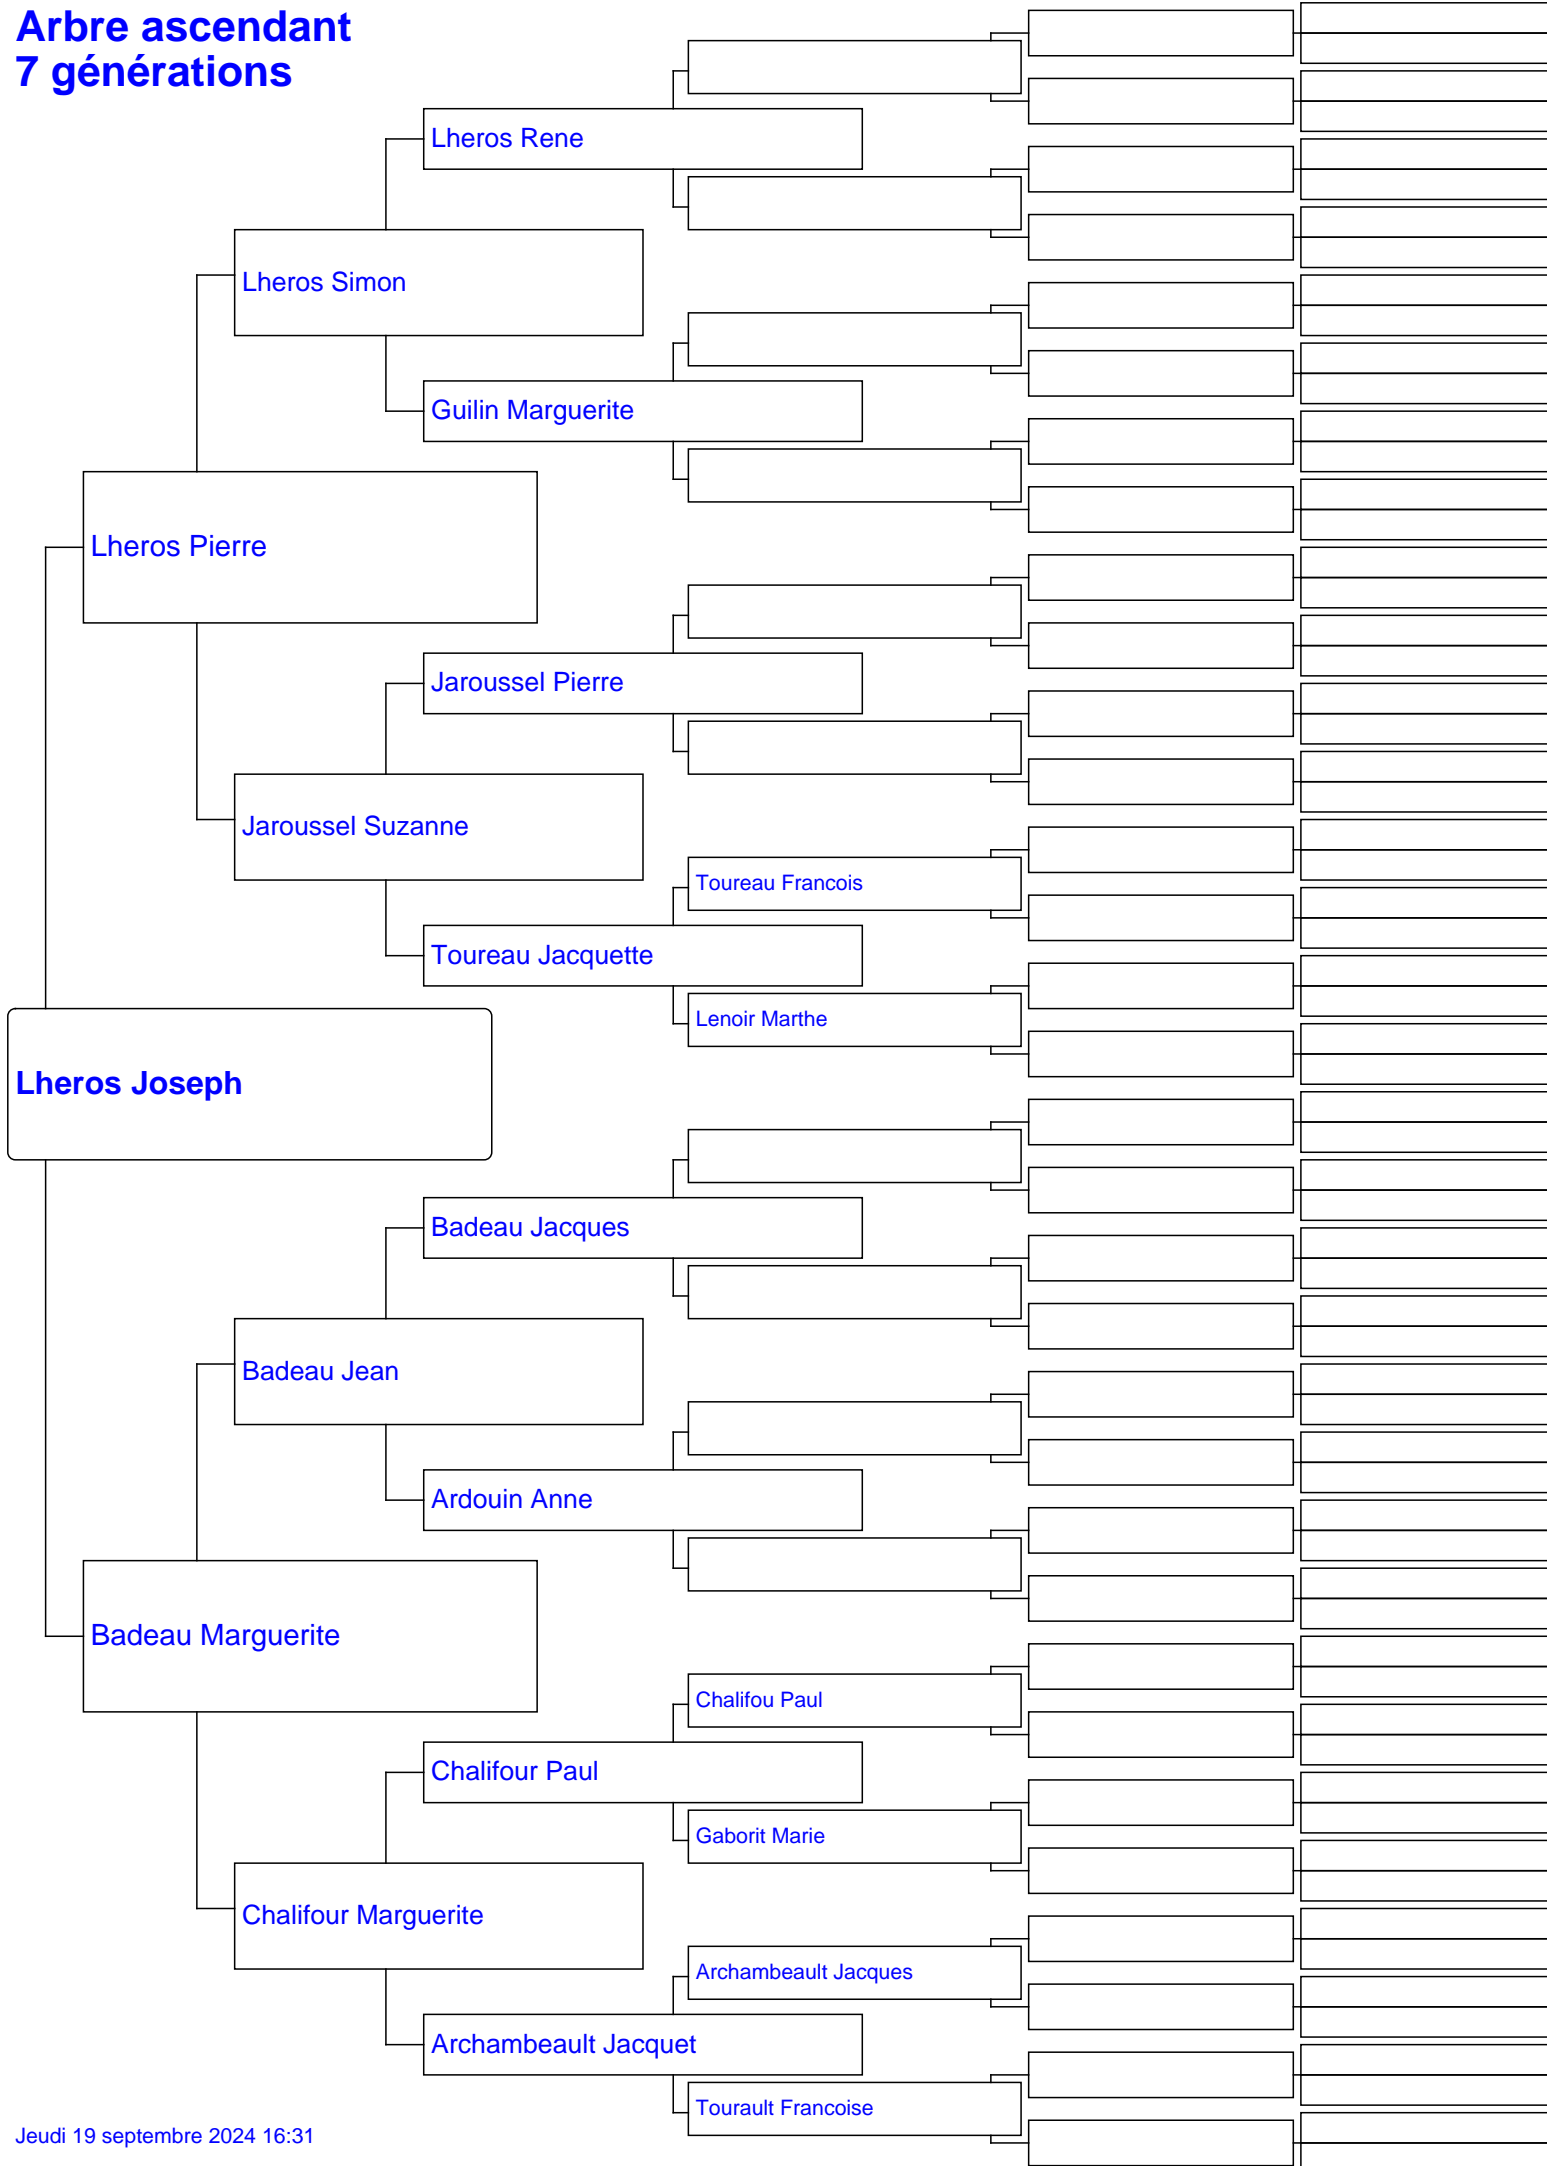 Arbre ascendant
7 générations
Lheros Rene
Lheros Simon
Guilin Marguerite
Lheros Pierre
Jaroussel Pierre
Jaroussel Suzanne
Toureau Francois
Toureau Jacquette
Lenoir Marthe
Lheros Joseph
Badeau Jacques
Badeau Jean
Ardouin Anne
Badeau Marguerite
Chalifou Paul
Chalifour Paul
Gaborit Marie
Chalifour Marguerite
Archambeault Jacques
Archambeault Jacquet
Tourault Francoise
Jeudi 19 septembre 2024 16:31